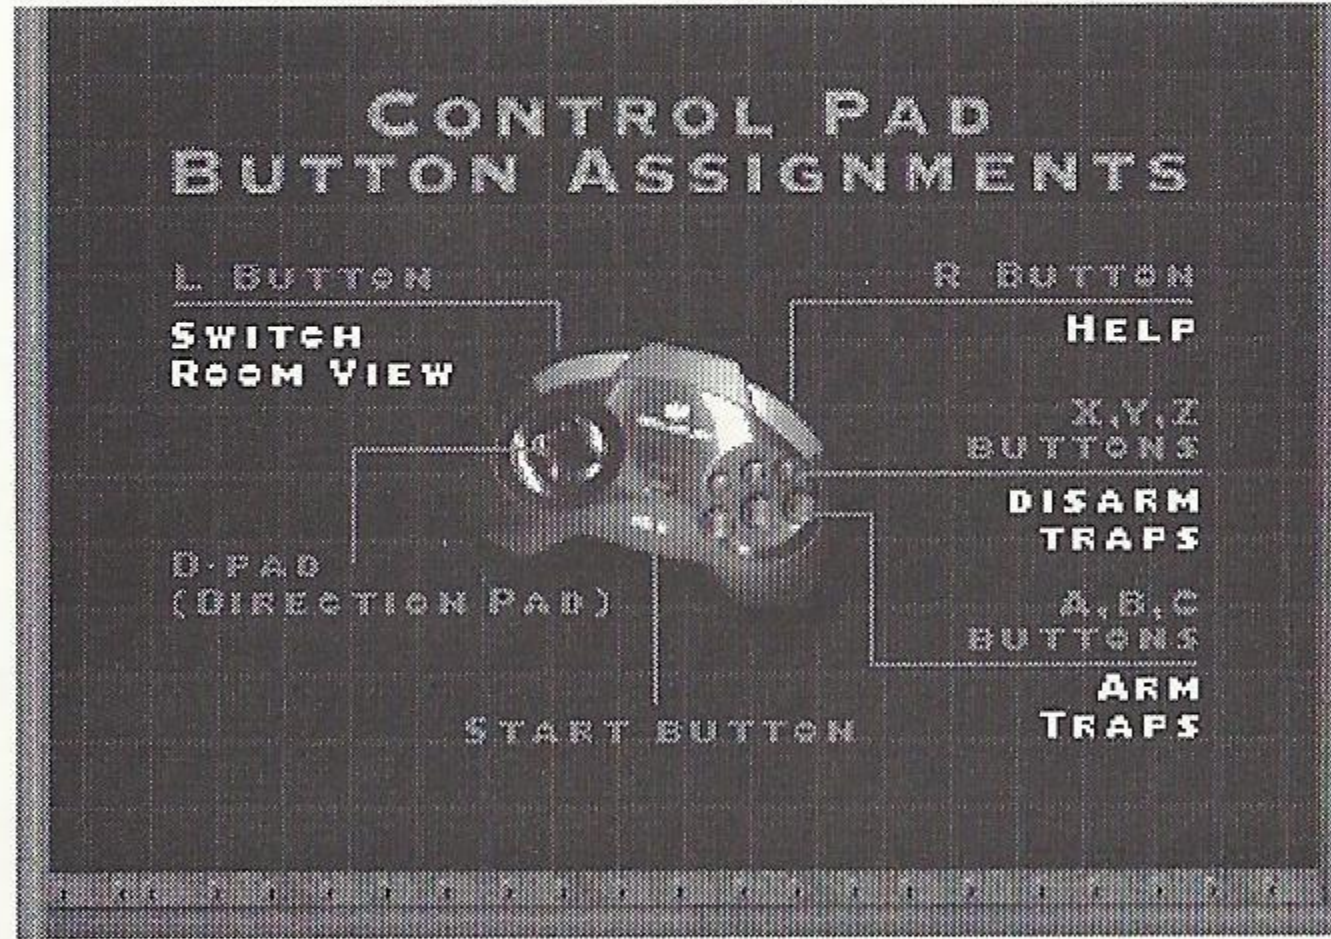 CONTROL PAD
BUTTON ASSIGNMENTS
L BUTTON
SWITCH
ROOM VIEW
R BUTTON
HELP
X,Y,Z
BUTTONS
DISARM
TRAPS
D-PAD
(DIRECTION PAD)
A,B,C
BUTTONS
ARM
TRAPS
START BUTTON